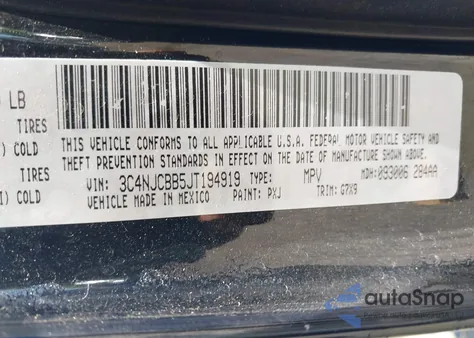 LB
TIRES
COLD
TIRES
) COLD
THIS VEHICLE CONFORMS TO ALL APPLICABLE U.S.A. FEDERAL MOTOR VEHICLE SAFETY AND
THEFT PREVENTION STANDARDS IN EFFECT ON THE DATE OF MANUFACTURE SHOWN ABOVE.
VIN: 3C4NJCBB5JT194919 TYPE: MPV MDH: 093006 284AA
VEHICLE MADE IN MEXICO PAINT: PXJ TRIM: G7X9
autoSnap